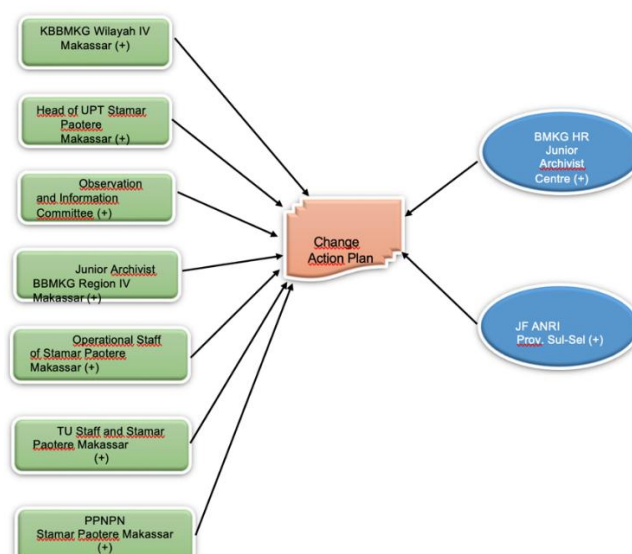 KBBMKG Wilayah IV
Makassar (+)
Head of UPT Stamar
Paotere
Makassar (+)
Observation
and Information
Committee (+)
Junior Archivist
BBMKG Region IV
Makassar (+)
Operational Staff
of Stamar Paotere
Makassar (+)
TU Staff and Stamar
Paotere Makassar
(+)
PPNPN
Stamar Paotere Makassar
(+)
Change
Action Plan
BMKG HR
Junior
Archivist
Centre (+)
JF ANRI
Prov. Sul-Sel (+)